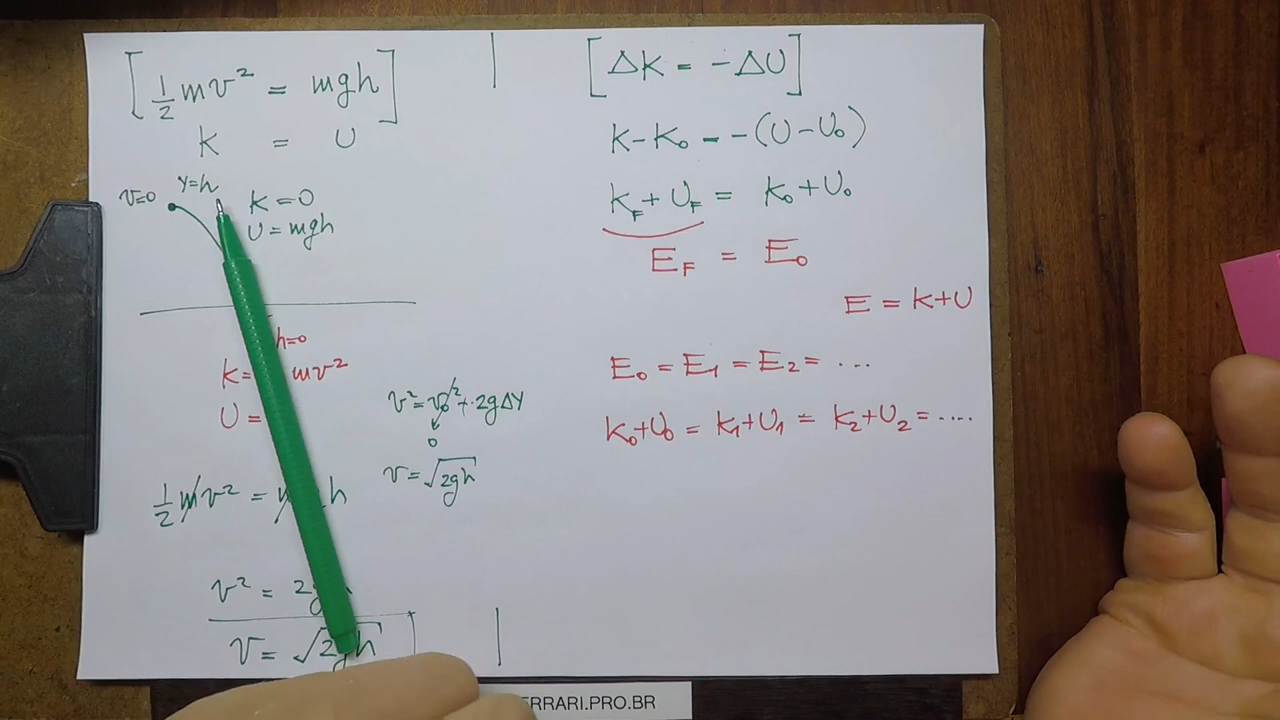 [½mv² = mgh]
K = U
v=0 y=h
K=0
U=mgh
h=0
K= mv²
U=
v²=v₀²+2gΔY
0
v=√2gh
½mv² = h
v² = 2g
v= √2gh
[ΔK = -ΔU]
K-K₀ = -(U-U₀)
K_F+U_F = K₀+U₀
E_F = E₀
E = K+U
E₀ = E₁ = E₂ = ...
K₀+U₀ = K₁+U₁ = K₂+U₂ = ....
ERRARI.PRO.BR